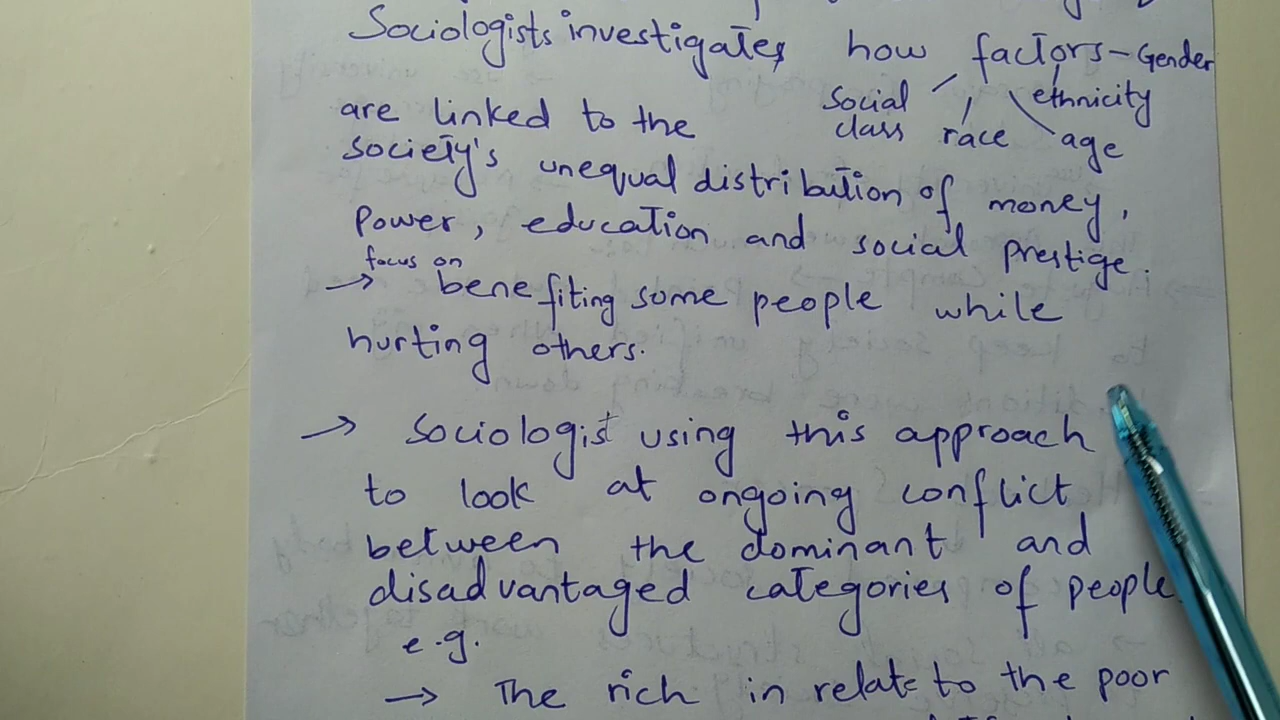 Sociologists investigates how factors - Gender
social class race age ethnicity
are linked to the
society's unequal distribution of money,
power, education and social prestige.
focus on
→ benefiting some people while
hurting others.
→ Sociologist using this approach
to look at ongoing conflict
between the dominant and
disadvantaged categories of people
e.g.
→ The rich in relate to the poor